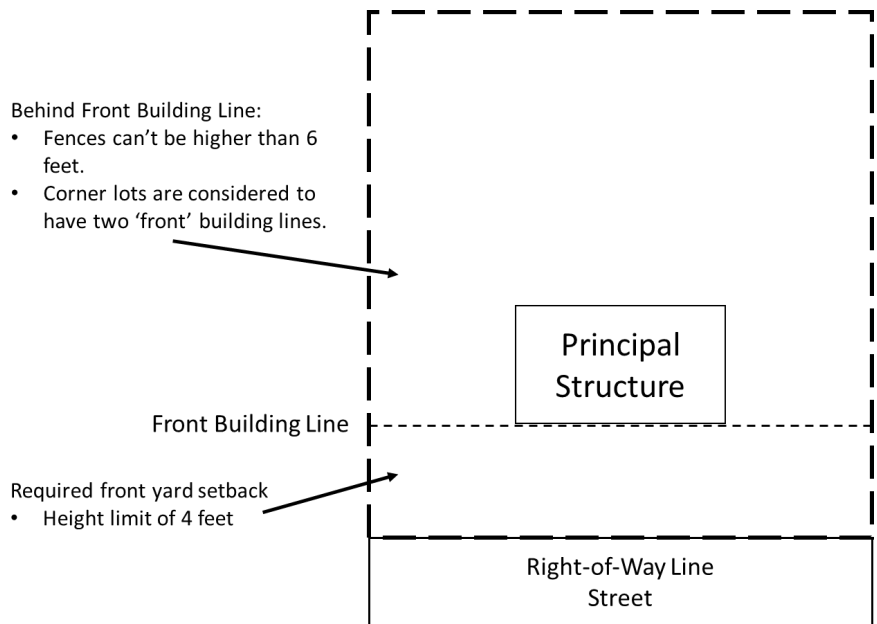 Behind Front Building Line:
• Fences can’t be higher than 6
feet.
• Corner lots are considered to
have two ‘front’ building lines.
Principal
Structure
Front Building Line
Required front yard setback
• Height limit of 4 feet
Right-of-Way Line
Street